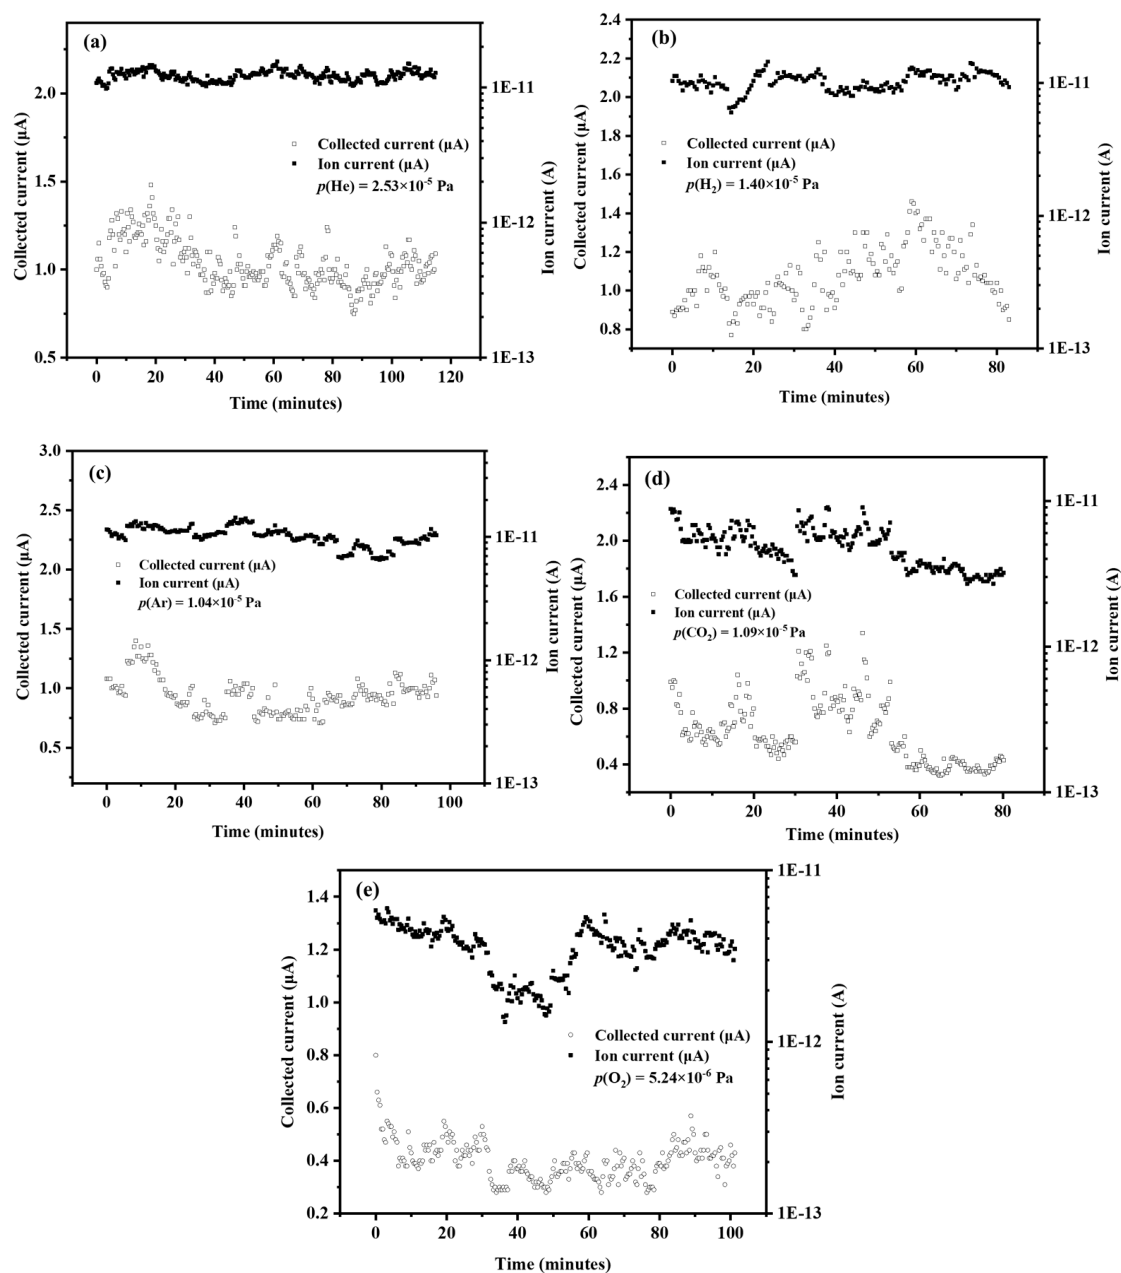 (a)
2.0
1.5
1.0
0.5
Collected current (μA)
1E-11
1E-12
1E-13
Ion current (A)
Collected current (μA)
Ion current (μA)
p(He) = 2.53×10-5 Pa
0 20 40 60 80 100 120
Time (minutes)
(b)
2.4
2.2
2.0
1.8
1.6
1.4
1.2
1.0
0.8
Collected current (μA)
1E-11
1E-12
1E-13
Ion current (A)
Collected current (μA)
Ion current (μA)
p(H2) = 1.40×10-5 Pa
0 20 40 60 80
Time (minutes)
(c)
3.0
2.5
2.0
1.5
1.0
0.5
Collected current (μA)
1E-11
1E-12
1E-13
Ion current (A)
Collected current (μA)
Ion current (μA)
p(Ar) = 1.04×10-5 Pa
0 20 40 60 80 100
Time (minutes)
(d)
2.4
2.0
1.6
1.2
0.8
0.4
Collected current (μA)
1E-11
1E-12
1E-13
Ion current (A)
Collected current (μA)
Ion current (μA)
p(CO2) = 1.09×10-5 Pa
0 20 40 60 80
Time (minutes)
(e)
1.4
1.2
1.0
0.8
0.6
0.4
0.2
Collected current (μA)
1E-11
1E-12
1E-13
Ion current (A)
Collected current (μA)
Ion current (μA)
p(O2) = 5.24×10-6 Pa
0 20 40 60 80 100
Time (minutes)